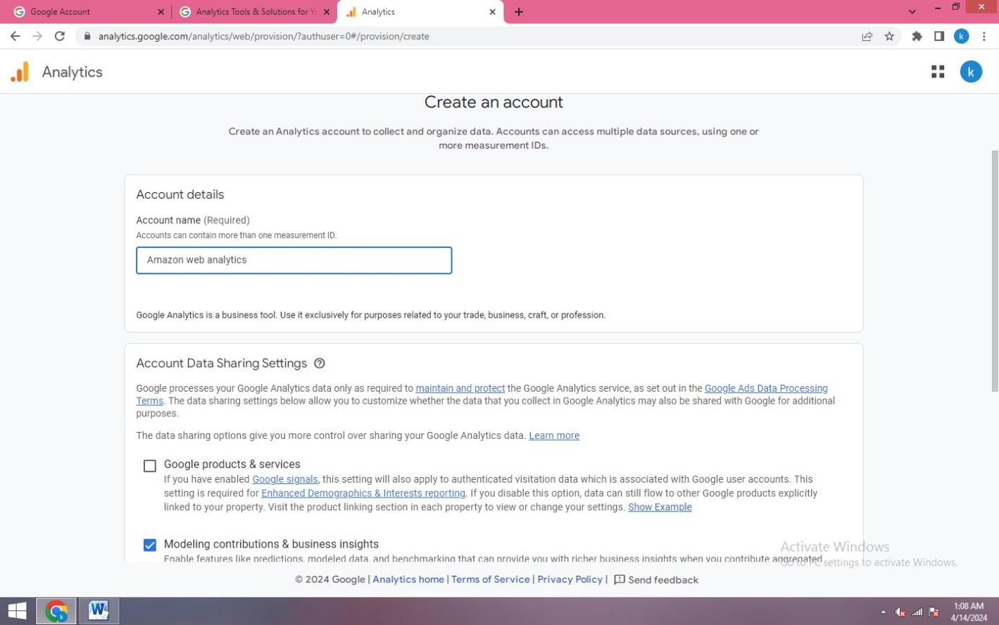 Google Account
Analytics Tools & Solutions for Yo
Analytics
analytics.google.com/analytics/web/provision/?authuser=0#/provision/create
k
Analytics
k
Create an account
Create an Analytics account to collect and organize data. Accounts can access multiple data sources, using one or
more measurement IDs.
Account details
Account name (Required)
Accounts can contain more than one measurement ID.
Amazon web analytics
Google Analytics is a business tool. Use it exclusively for purposes related to your trade, business, craft, or profession.
Account Data Sharing Settings
Google processes your Google Analytics data only as required to maintain and protect the Google Analytics service, as set out in the Google Ads Data Processing
Terms. The data sharing settings below allow you to customize whether the data that you collect in Google Analytics may also be shared with Google for additional
purposes.
The data sharing options give you more control over sharing your Google Analytics data. Learn more
Google products & services
If you have enabled Google signals, this setting will also apply to authenticated visitation data which is associated with Google user accounts. This
setting is required for Enhanced Demographics & Interests reporting. If you disable this option, data can still flow to other Google products explicitly
linked to your property. Visit the product linking section in each property to view or change your settings. Show Example
Modeling contributions & business insights
Enable features like predictions, modeled data, and benchmarking that can provide you with richer business insights when you contribute aggregated
Activate Windows
Go to PC settings to activate Windows.
© 2024 Google | Analytics home | Terms of Service | Privacy Policy | Send feedback
1:08 AM
4/14/2024